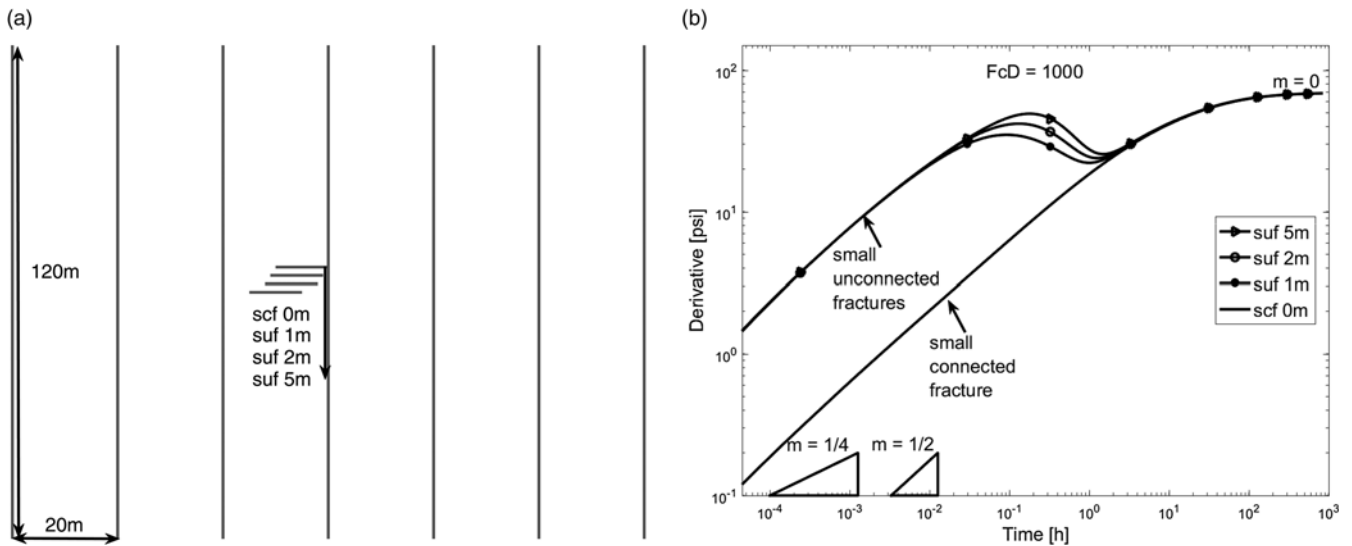 (a)
120m
scf 0m
suf 1m
suf 2m
suf 5m
20m
(b)
FcD = 1000
m = 0
10²
10¹
10⁰
10⁻¹
Derivative [psi]
small
unconnected
fractures
small
connected
fracture
suf 5m
suf 2m
suf 1m
scf 0m
m = 1/4
m = 1/2
10⁻⁴
10⁻³
10⁻²
10⁻¹
10⁰
10¹
10²
10³
Time [h]